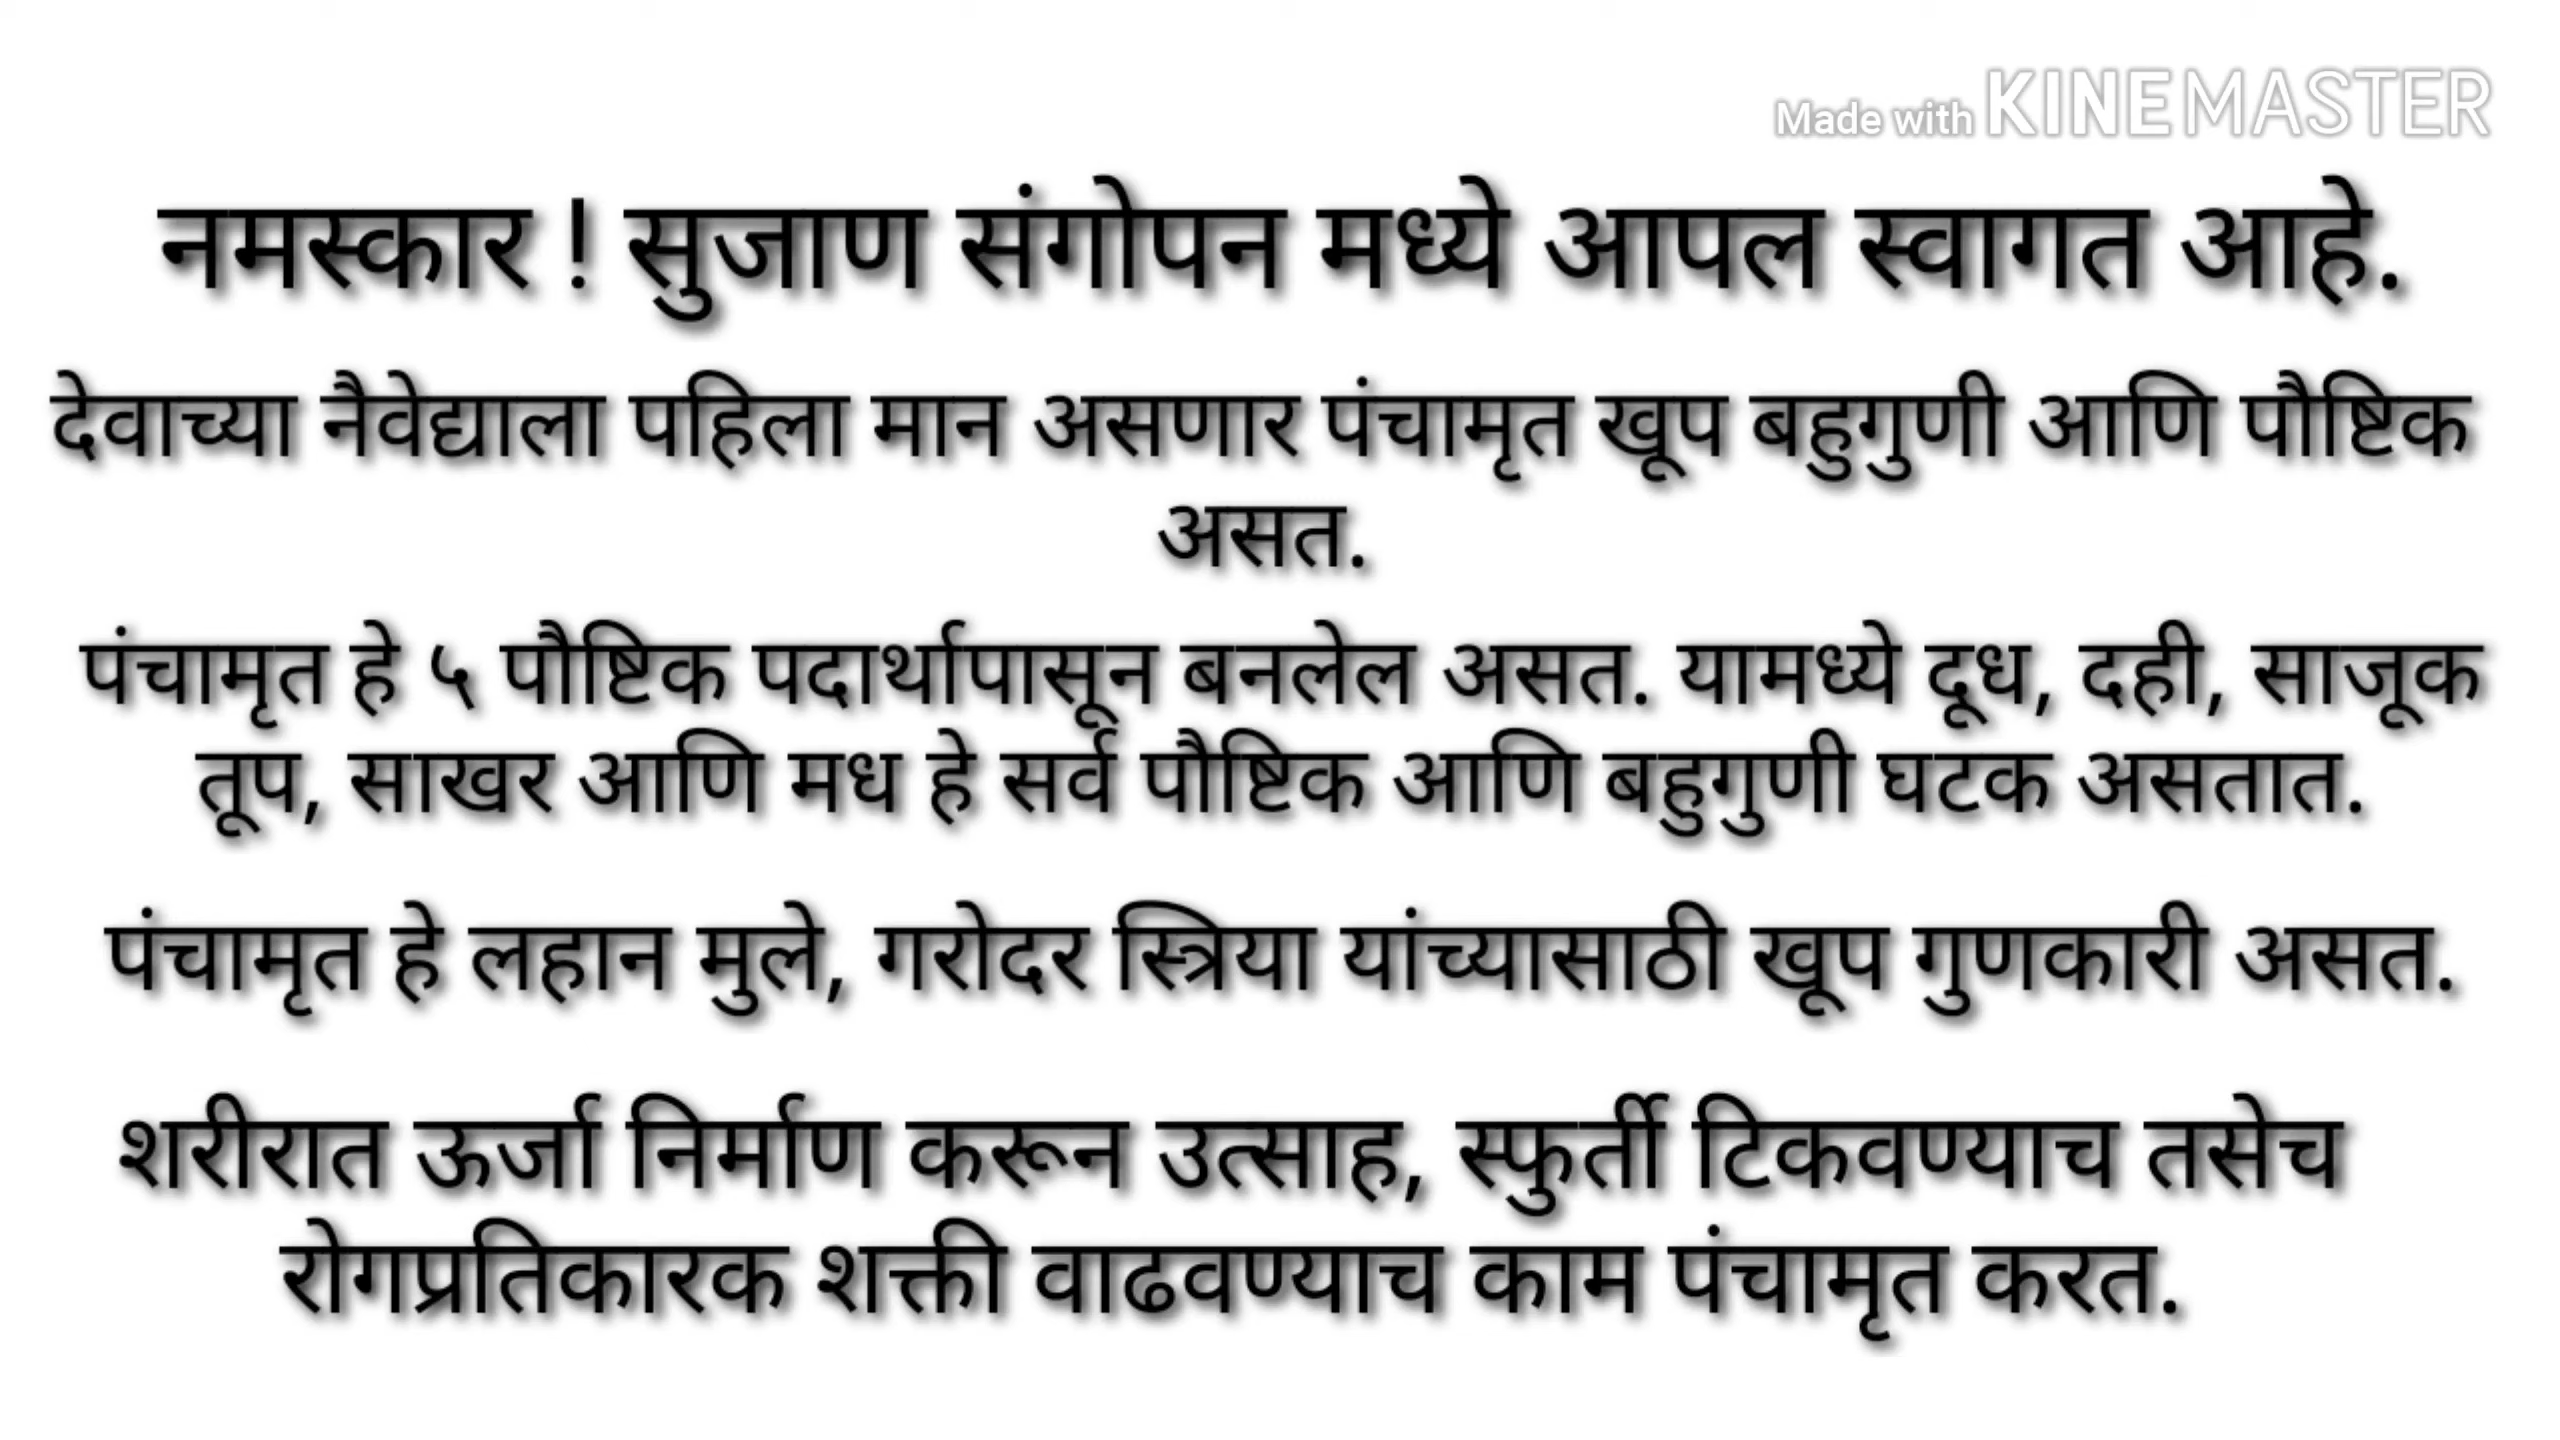 Made with KINEMASTER
नमस्कार ! सुजाण संगोपन मध्ये आपल स्वागत आहे.
देवाच्या नैवेद्याला पहिला मान असणार पंचामृत खूप बहुगुणी आणि पौष्टिक
असत.
पंचामृत हे ५ पौष्टिक पदार्थापासून बनलेल असत. यामध्ये दूध, दही, साजूक
तूप, साखर आणि मध हे सर्व पौष्टिक आणि बहुगुणी घटक असतात.
पंचामृत हे लहान मुले, गरोदर स्त्रिया यांच्यासाठी खूप गुणकारी असत.
शरीरात ऊर्जा निर्माण करून उत्साह, स्फुर्ती टिकवण्याच तसेच
रोगप्रतिकारक शक्ती वाढवण्याच काम पंचामृत करत.